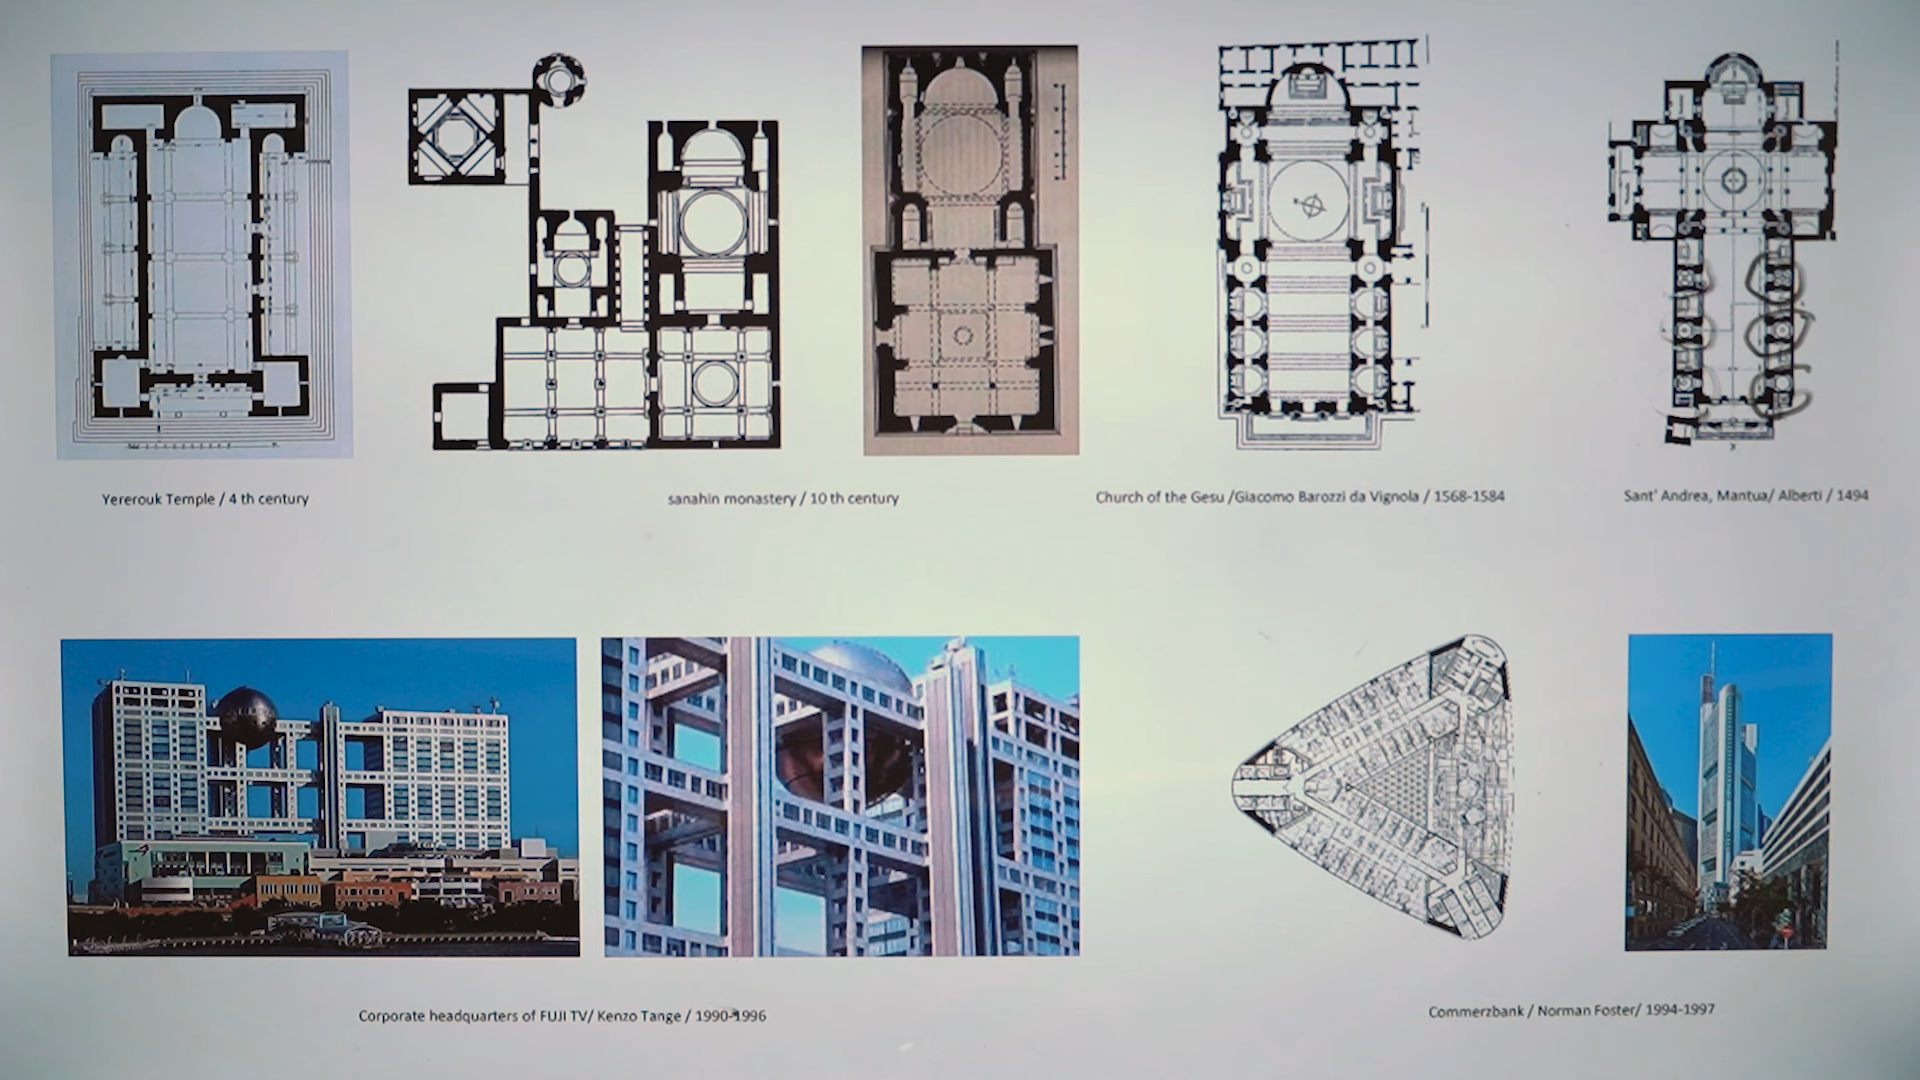 Yererouk Temple / 4 th century
sanahin monastery / 10 th century
Church of the Gesu /Giacomo Barozzi da Vignola / 1568-1584
Sant' Andrea, Mantua/ Alberti / 1494
Corporate headquarters of FUJI TV/ Kenzo Tange / 1990-1996
Commerzbank / Norman Foster/ 1994-1997